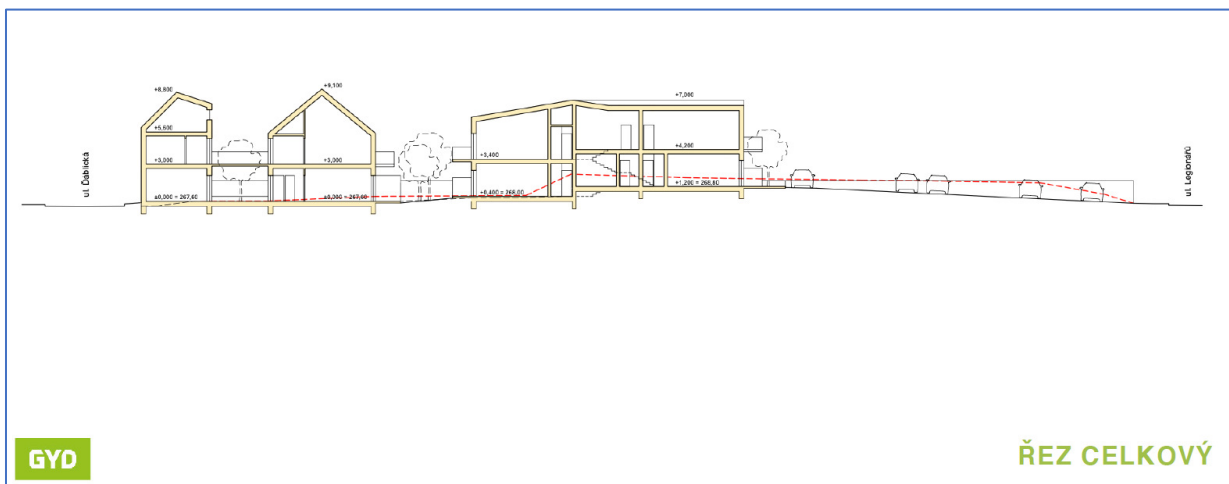 +8,600
+9,100
+7,000
+5,600
+4,200
+3,000
+3,000
+3,400
+1,200 = 268,80
±0,000 = 267,60
±0,000 = 267,60
+0,400 = 268,00
ul. Ďáblická
ul. Legionářů
GYD
ŘEZ CELKOVÝ